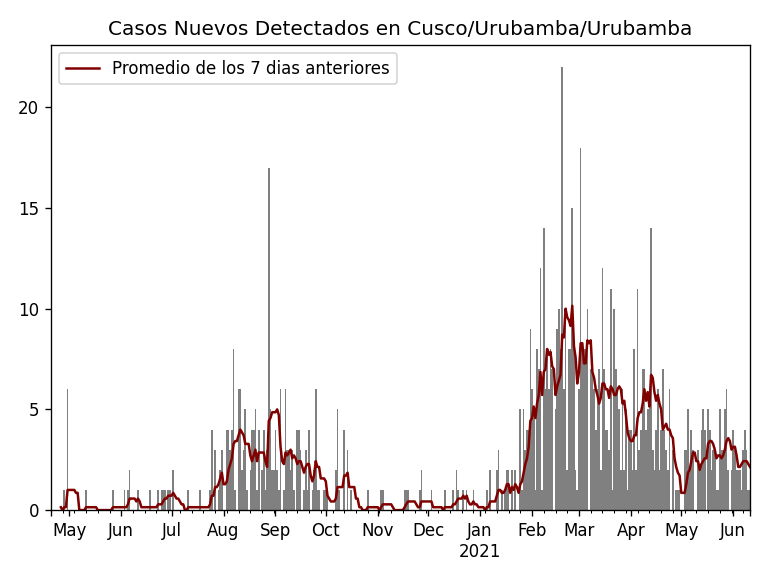 Casos Nuevos Detectados en Cusco/Urubamba/Urubamba
Promedio de los 7 dias anteriores
20
15
10
5
0
May Jun Jul Aug Sep Oct Nov Dec Jan Feb Mar Apr May Jun
2021